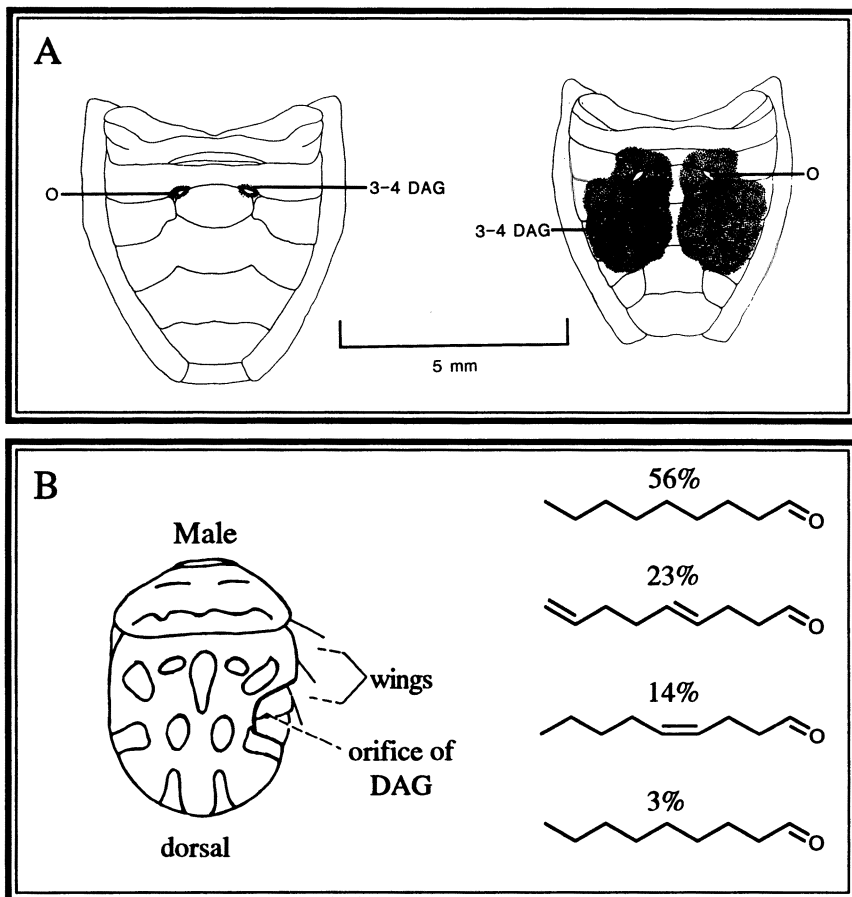 A
O
3-4 DAG
O
3-4 DAG
5 mm
B
Male
wings
orifice of
DAG
dorsal
56%
O
23%
O
14%
O
3%
O